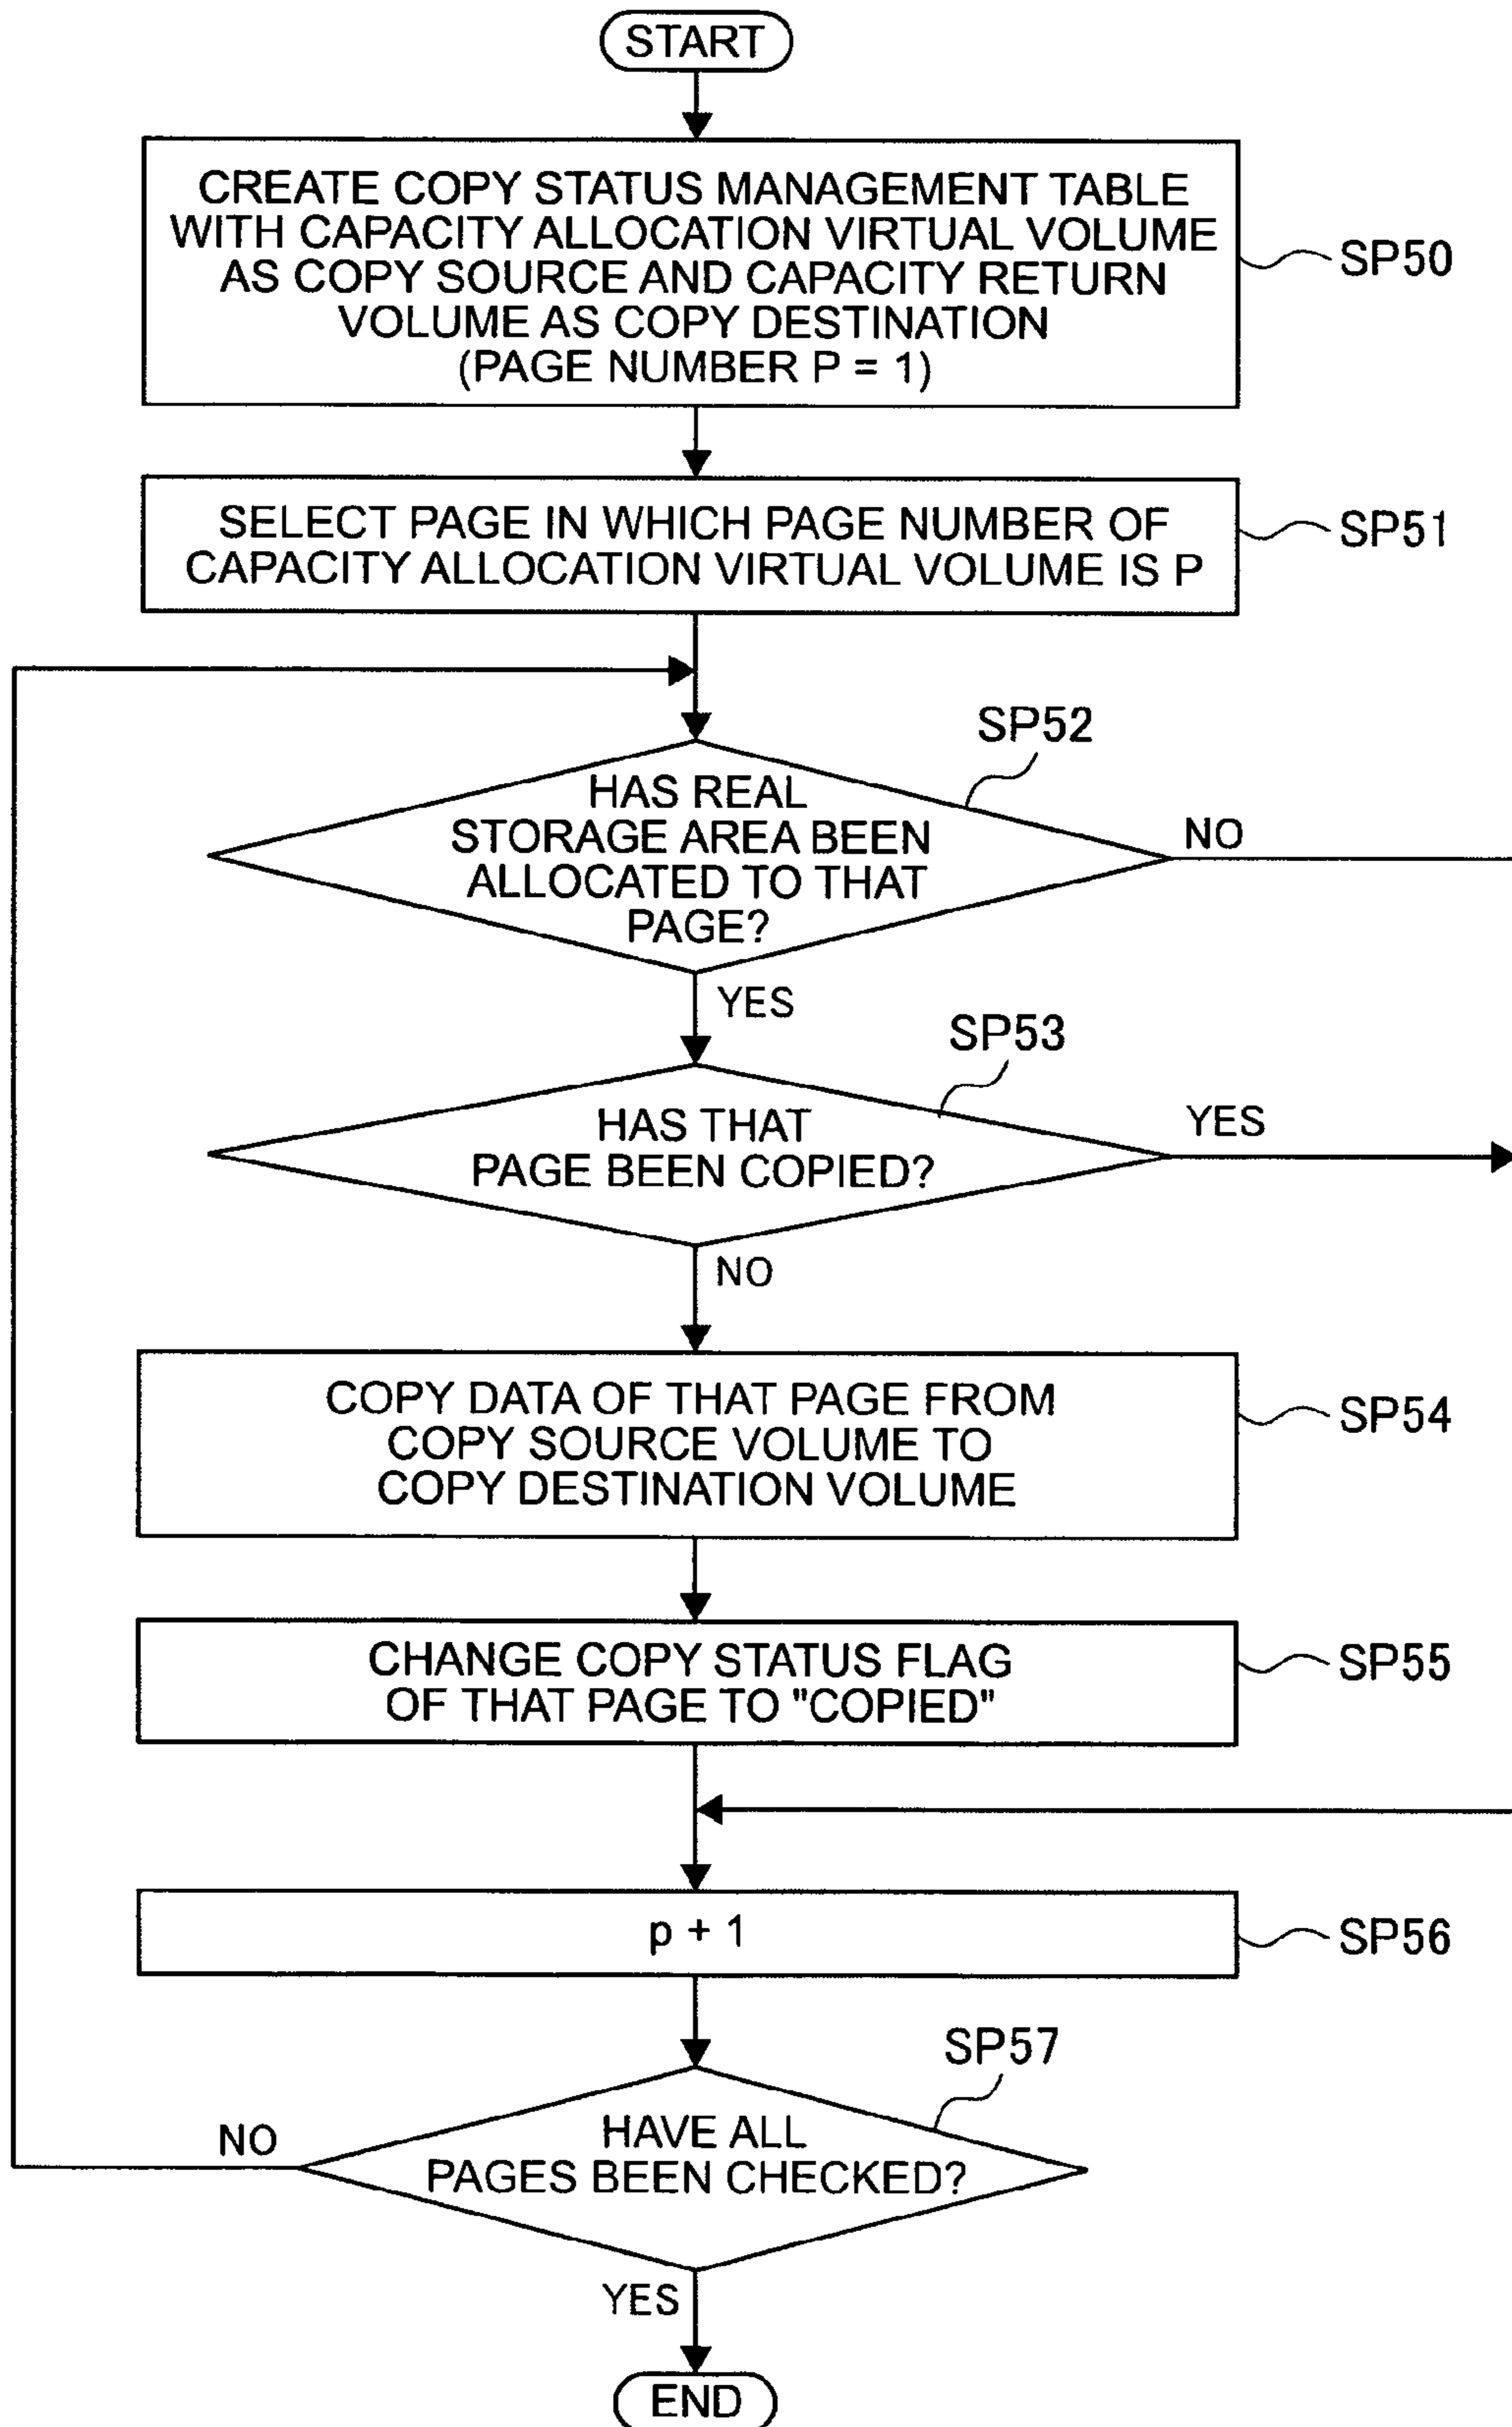 START
CREATE COPY STATUS MANAGEMENT TABLE
WITH CAPACITY ALLOCATION VIRTUAL VOLUME
AS COPY SOURCE AND CAPACITY RETURN
VOLUME AS COPY DESTINATION
(PAGE NUMBER P = 1)
SP50
SELECT PAGE IN WHICH PAGE NUMBER OF
CAPACITY ALLOCATION VIRTUAL VOLUME IS P
SP51
SP52
HAS REAL
STORAGE AREA BEEN
ALLOCATED TO THAT
PAGE?
NO
YES
SP53
HAS THAT
PAGE BEEN COPIED?
YES
NO
COPY DATA OF THAT PAGE FROM
COPY SOURCE VOLUME TO
COPY DESTINATION VOLUME
SP54
CHANGE COPY STATUS FLAG
OF THAT PAGE TO "COPIED"
SP55
p + 1
SP56
SP57
HAVE ALL
PAGES BEEN CHECKED?
NO
YES
END